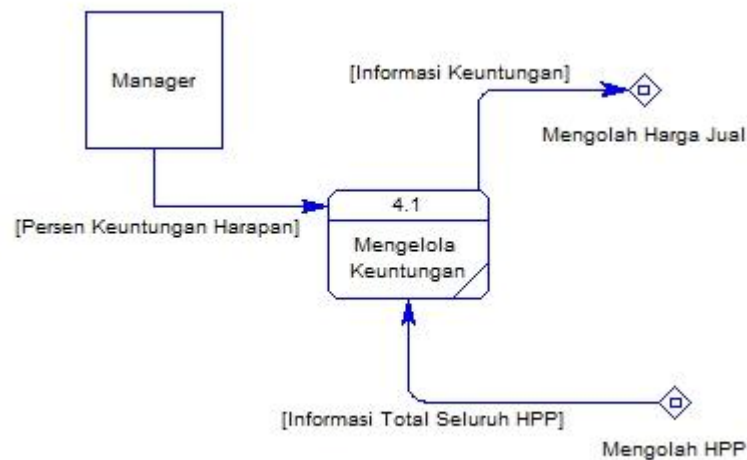 Manager
[Informasi Keuntungan]
Mengolah Harga Jual
[Persen Keuntungan Harapan]
4.1
Mengelola
Keuntungan
[Informasi Total Seluruh HPP]
Mengolah HPP